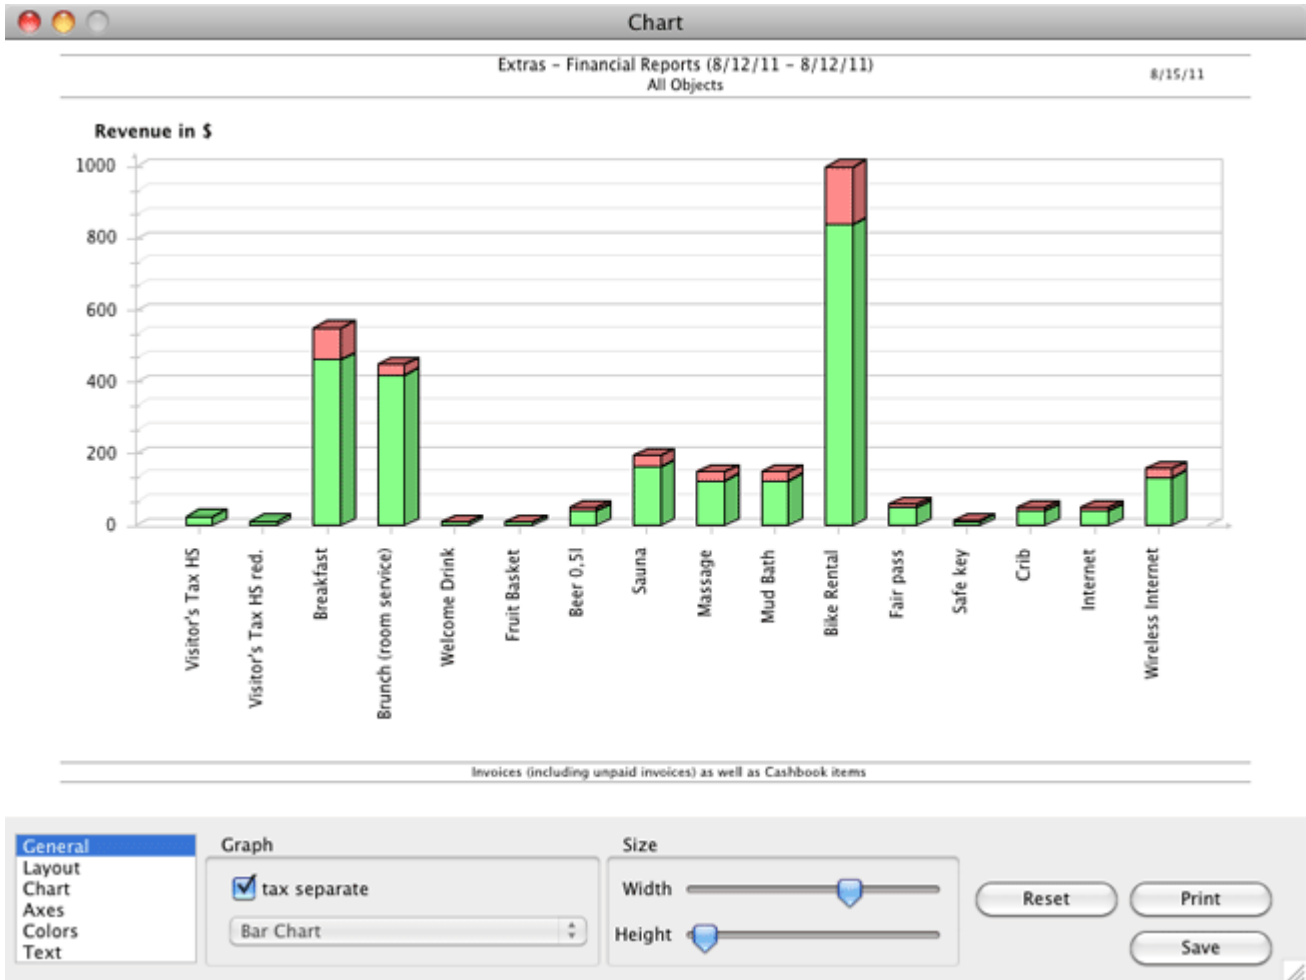 Chart
Extras – Financial Reports (8/12/11 – 8/12/11)
All Objects
8/15/11
Revenue in $
1000
800
600
400
200
0
Visitor's Tax HS
Visitor's Tax HS red.
Breakfast
Brunch (room service)
Welcome Drink
Fruit Basket
Beer 0,5l
Sauna
Massage
Mud Bath
Bike Rental
Fair pass
Safe key
Crib
Internet
Wireless Internet
Invoices (including unpaid invoices) as well as Cashbook items
General
Layout
Chart
Axes
Colors
Text
Graph
tax separate
Bar Chart
Size
Width
Height
Reset
Print
Save